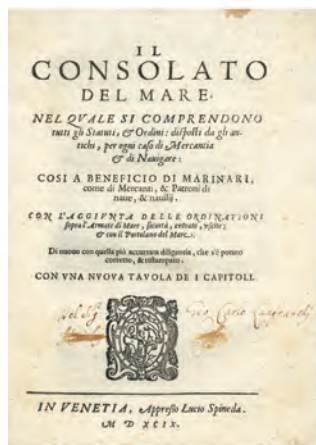 IL
CONSOLATO
DEL MARE.
NEL QVALE SI COMPRENDONO
tutti gli Statuti, & Ordini: disposti da gli an-
tichi, per ogni caso di Mercantia
& di Nauigare:
COSI A BENEFICIO DI MARINARI,
come di Mercanti, & Patroni di
naue, & nauilij.
CON L'AGGIVNTA DELLE ORDINATIONI
sopra l'Armate di Mare, sicurtà, entrate, vscite;
& con il Portolano del Mare.
Di nuouo con quella più accurata diligentia, che s'è potuto
corretto, & ristampato.
CON VNA NVOVA TAVOLA DE I CAPITOLI.
Carlo
IN VENETIA, Appresso Lucio Spineda.
M D XCIX.